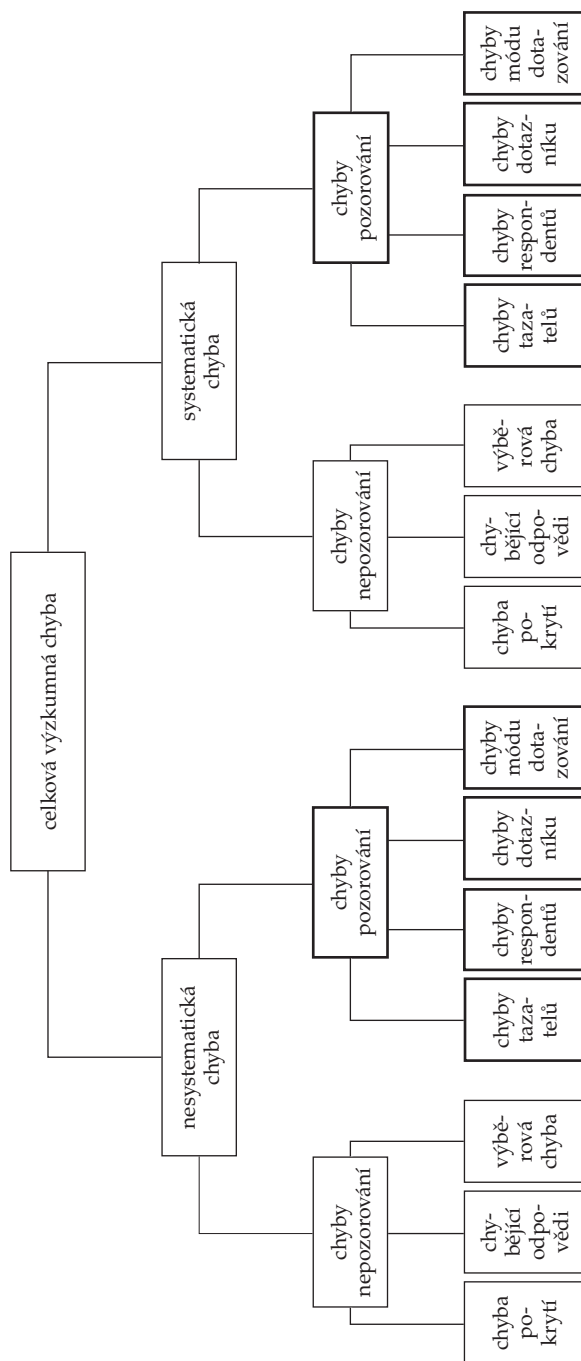 celková výzkumná chyba
nesystematická
chyba
systematická
chyba
chyby
nepozorování
chyby
pozorování
chyby
nepozorování
chyby
pozorování
chyba
po-
krytí
chy-
bějící
odpo-
vědi
výbě-
rová
chyba
chyby
taza-
telů
chyby
respon-
dentů
chyby
dotaz-
níku
chyby
módu
dota-
zování
chyba
po-
krytí
chy-
bějící
odpo-
vědi
výbě-
rová
chyba
chyby
taza-
telů
chyby
respon-
dentů
chyby
dotaz-
níku
chyby
módu
dota-
zování